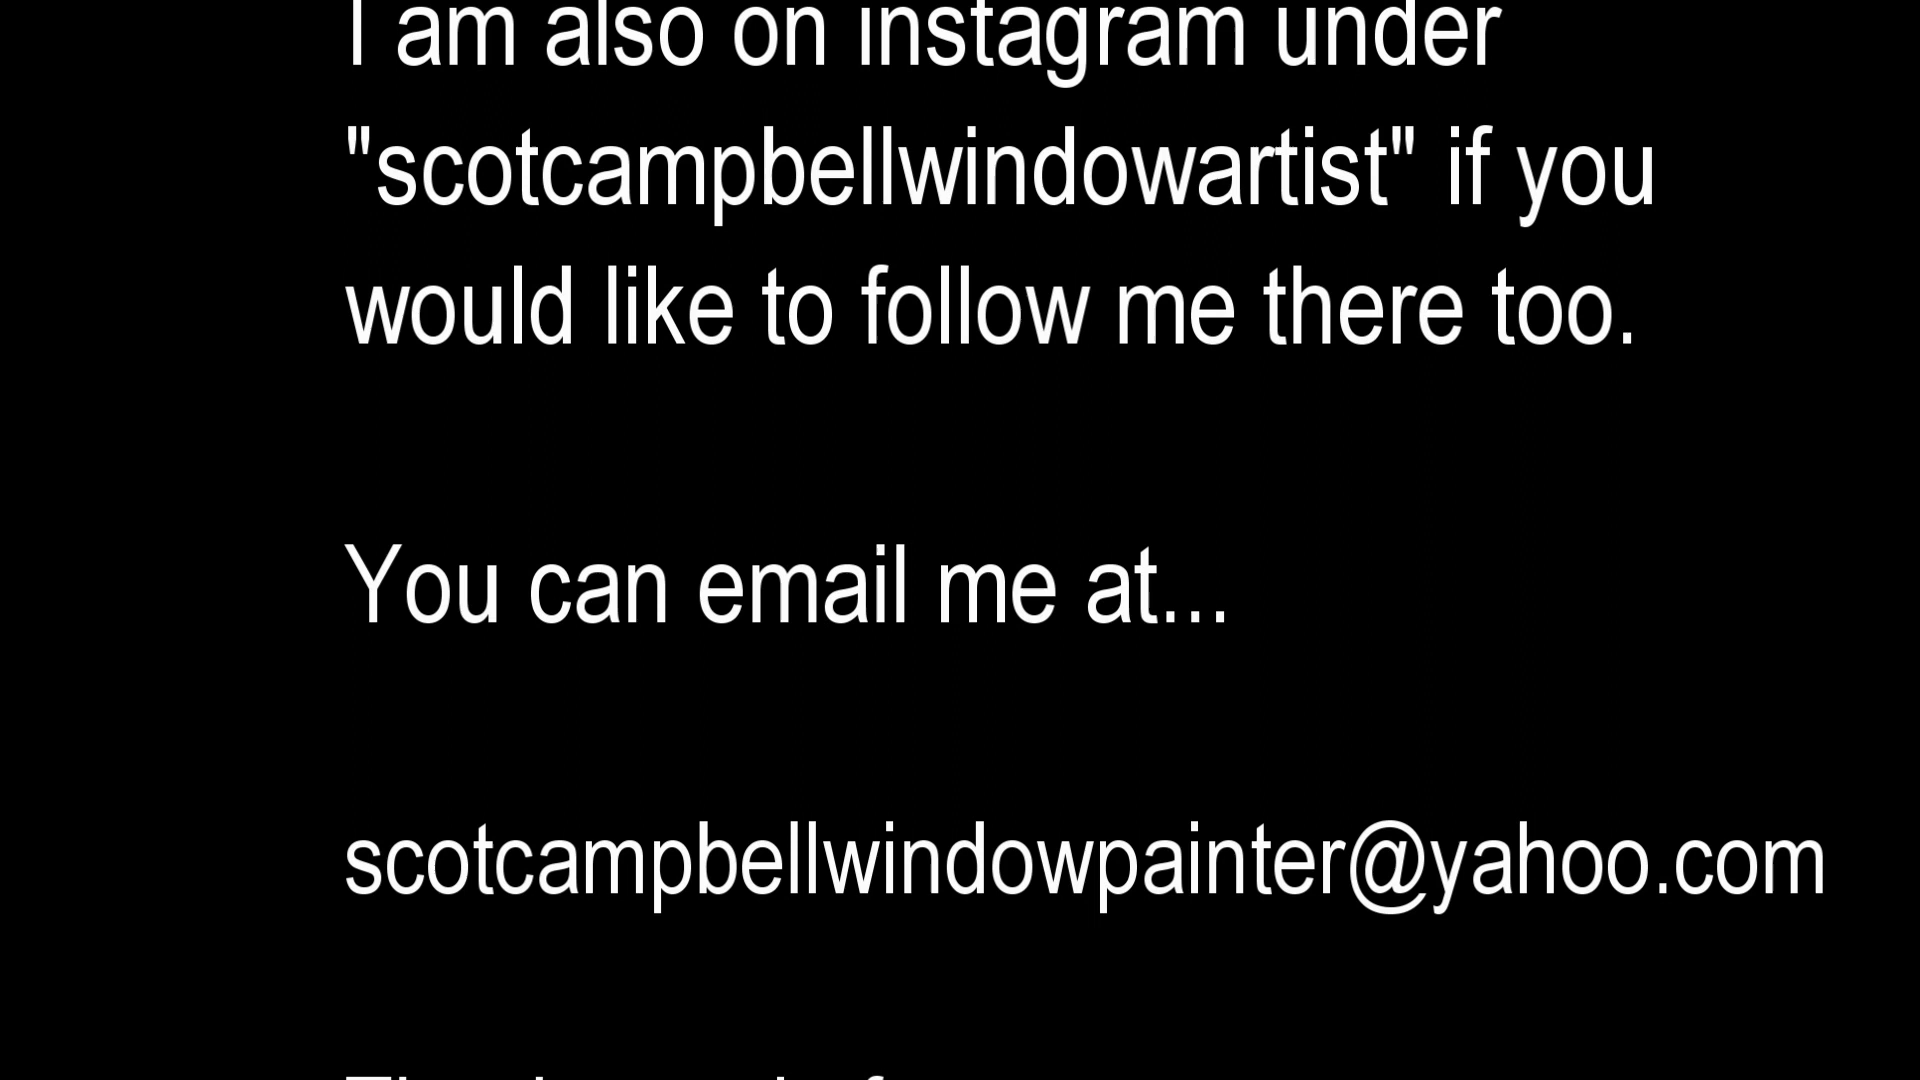 I am also on instagram under
"scotcampbellwindowartist" if you
would like to follow me there too.
You can email me at...
scotcampbellwindowpainter@yahoo.com